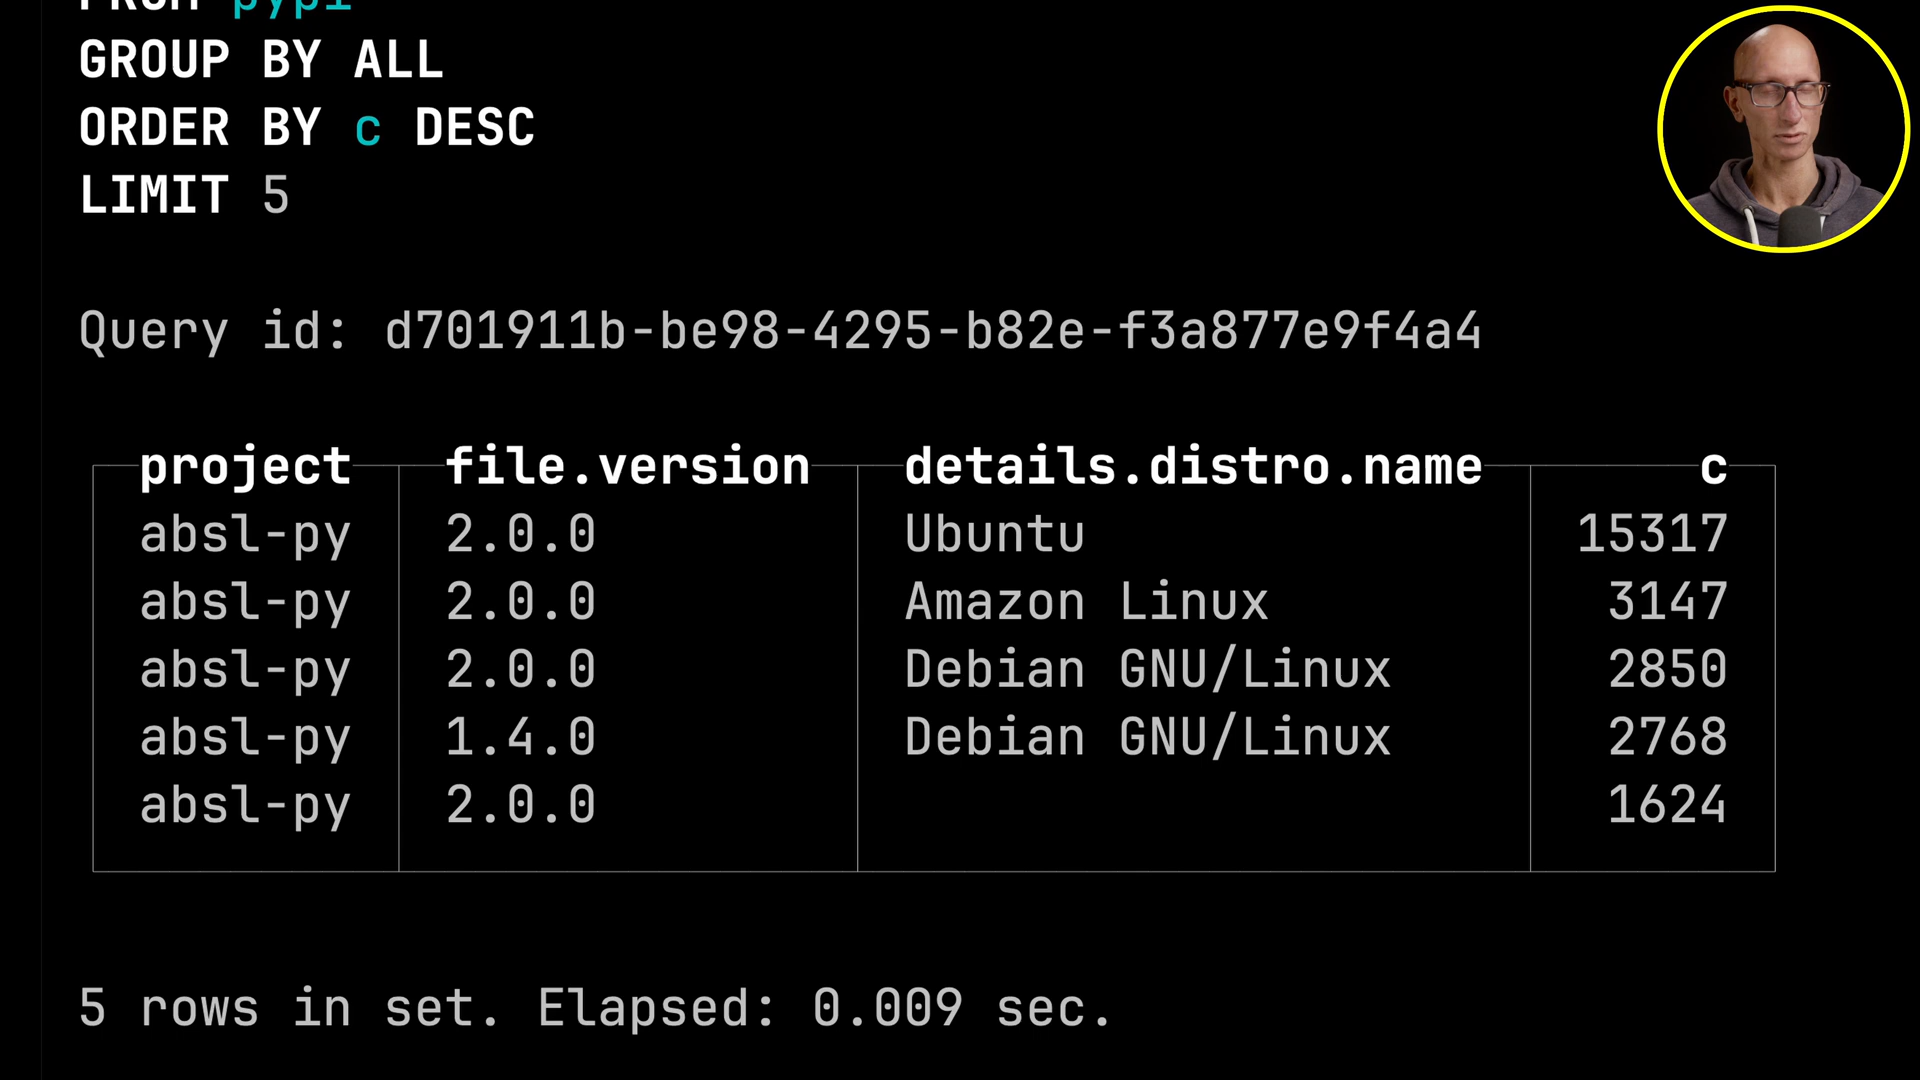 FROM pypi
GROUP BY ALL
ORDER BY c DESC
LIMIT 5
Query id: d701911b-be98-4295-b82e-f3a877e9f4a4
project file.version details.distro.name c
absl-py 2.0.0 Ubuntu 15317
absl-py 2.0.0 Amazon Linux 3147
absl-py 2.0.0 Debian GNU/Linux 2850
absl-py 1.4.0 Debian GNU/Linux 2768
absl-py 2.0.0 1624
5 rows in set. Elapsed: 0.009 sec.